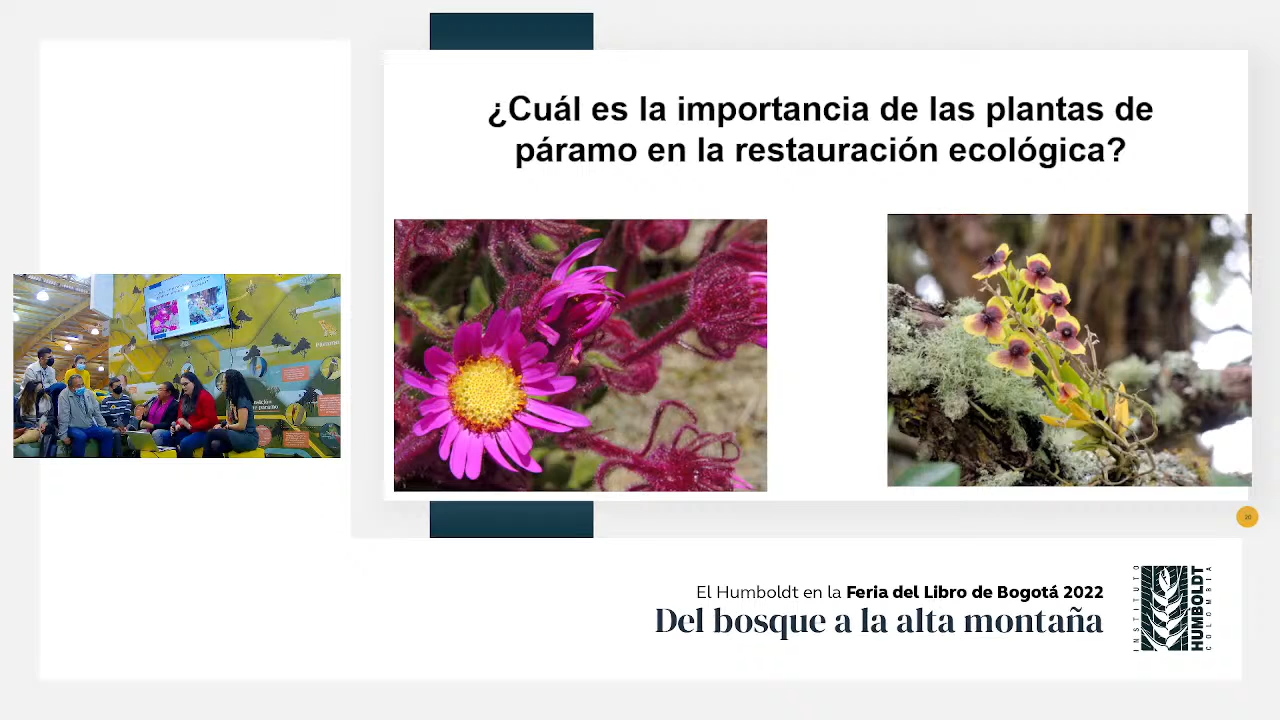 ¿Cuál es la importancia de las plantas de
páramo en la restauración ecológica?
El Humboldt en la Feria del Libro de Bogotá 2022
Del bosque a la alta montaña
INSTITUTO
HUMBOLDT
COLOMBIA